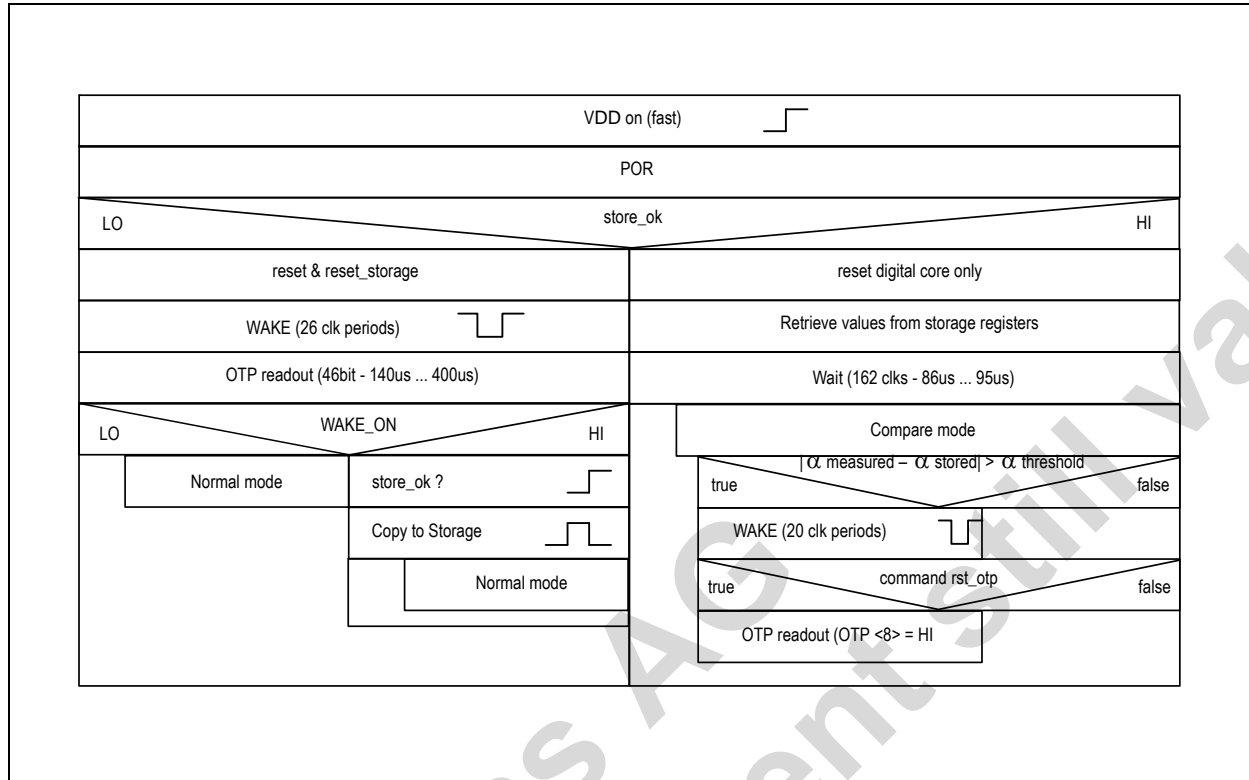 VDD on (fast)
POR
LO store_ok HI
reset & reset_storage
reset digital core only
WAKE (26 clk periods)
Retrieve values from storage registers
OTP readout (46bit - 140us ... 400us)
Wait (162 clks - 86us ... 95us)
LO WAKE_ON HI
Compare mode
Normal mode
store_ok ?
|α measured – α stored| > α threshold
true false
Copy to Storage
WAKE (20 clk periods)
Normal mode
true command rst_otp false
OTP readout (OTP <8> = HI
AG
still